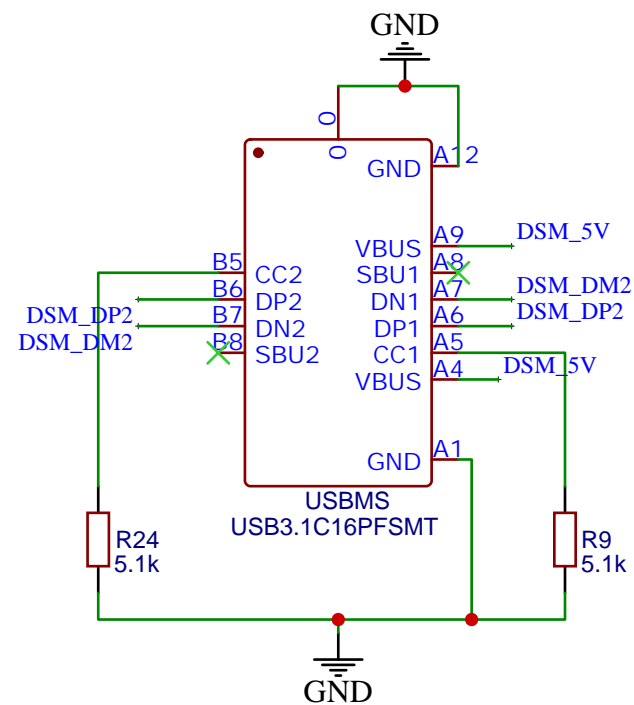 GND
0
0
A12
GND
A9
DSM_5V
VBUS
B5
A8
CC2
SBU1
B6
A7
DSM_DM2
DP2
DN1
DSM_DP2
B7
A6
DSM_DP2
DN2
DP1
DSM_DM2
B8
A5
SBU2
CC1
A4
DSM_5V
VBUS
A1
GND
USBMS
USB3.1C16PFSMT
R24
5.1k
R9
5.1k
GND